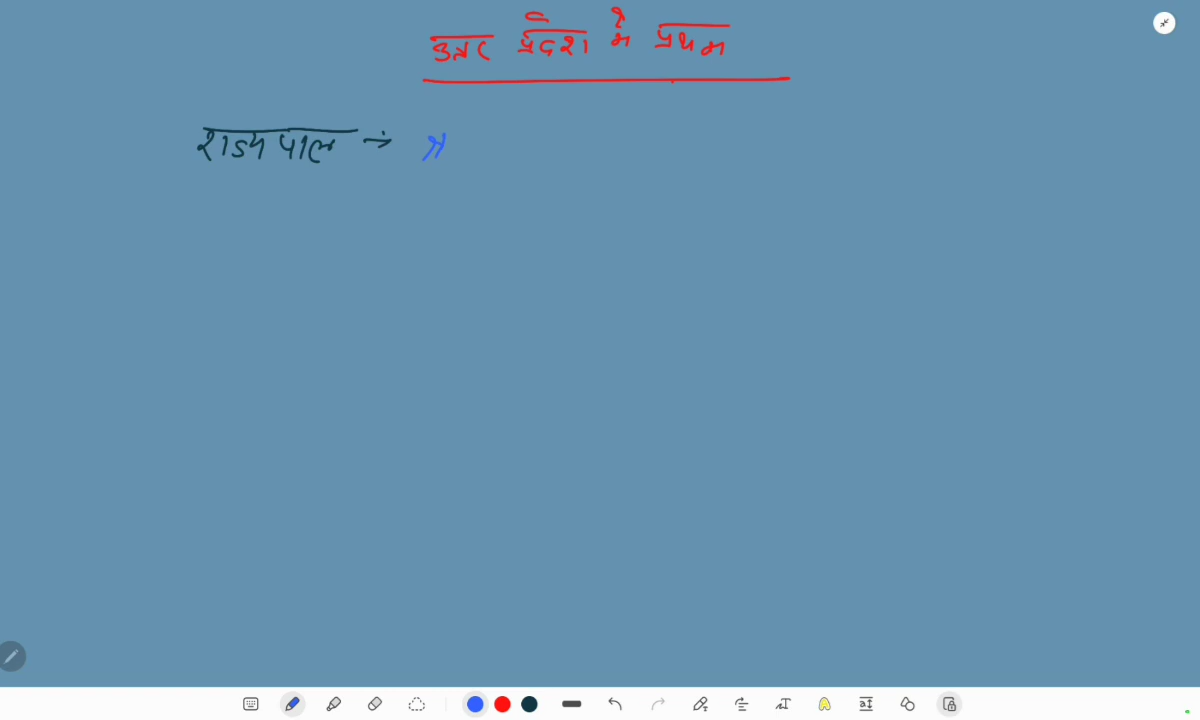 उत्तर प्रदेश में प्रथम
राज्यपाल →